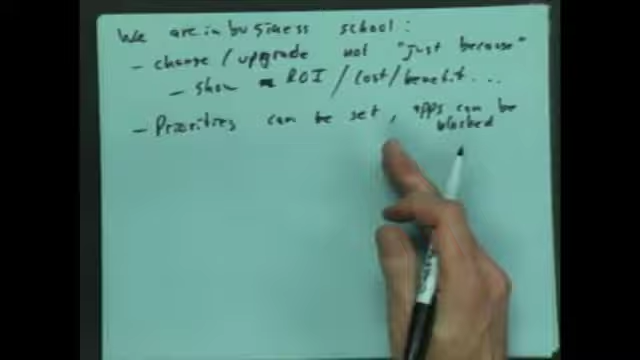 We are in business school:
- change / upgrade not "just because"
- show ROI / cost/benefit...
- Priorities can be set, apps can be
blocked